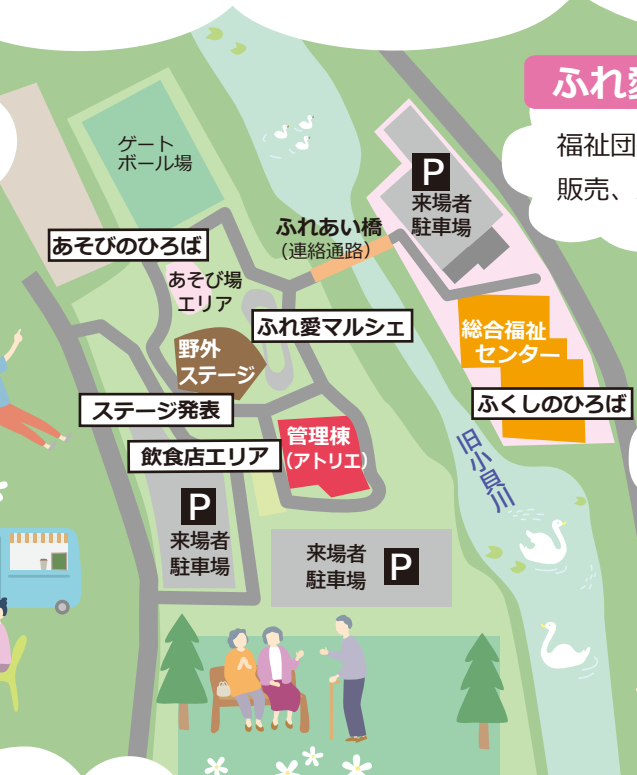 ふれ愛
福祉団
販売、
ゲート
ボール場
P
来場者
駐車場
ふれあい橋
(連絡通路)
あそびのひろば
あそび場
エリア
ふれ愛マルシェ
野外
ステージ
総合福祉
センター
ステージ発表
ふくしのひろば
飲食店エリア
管理棟
(アトリエ)
旧小貝川
P
来場者
駐車場
来場者
駐車場
P